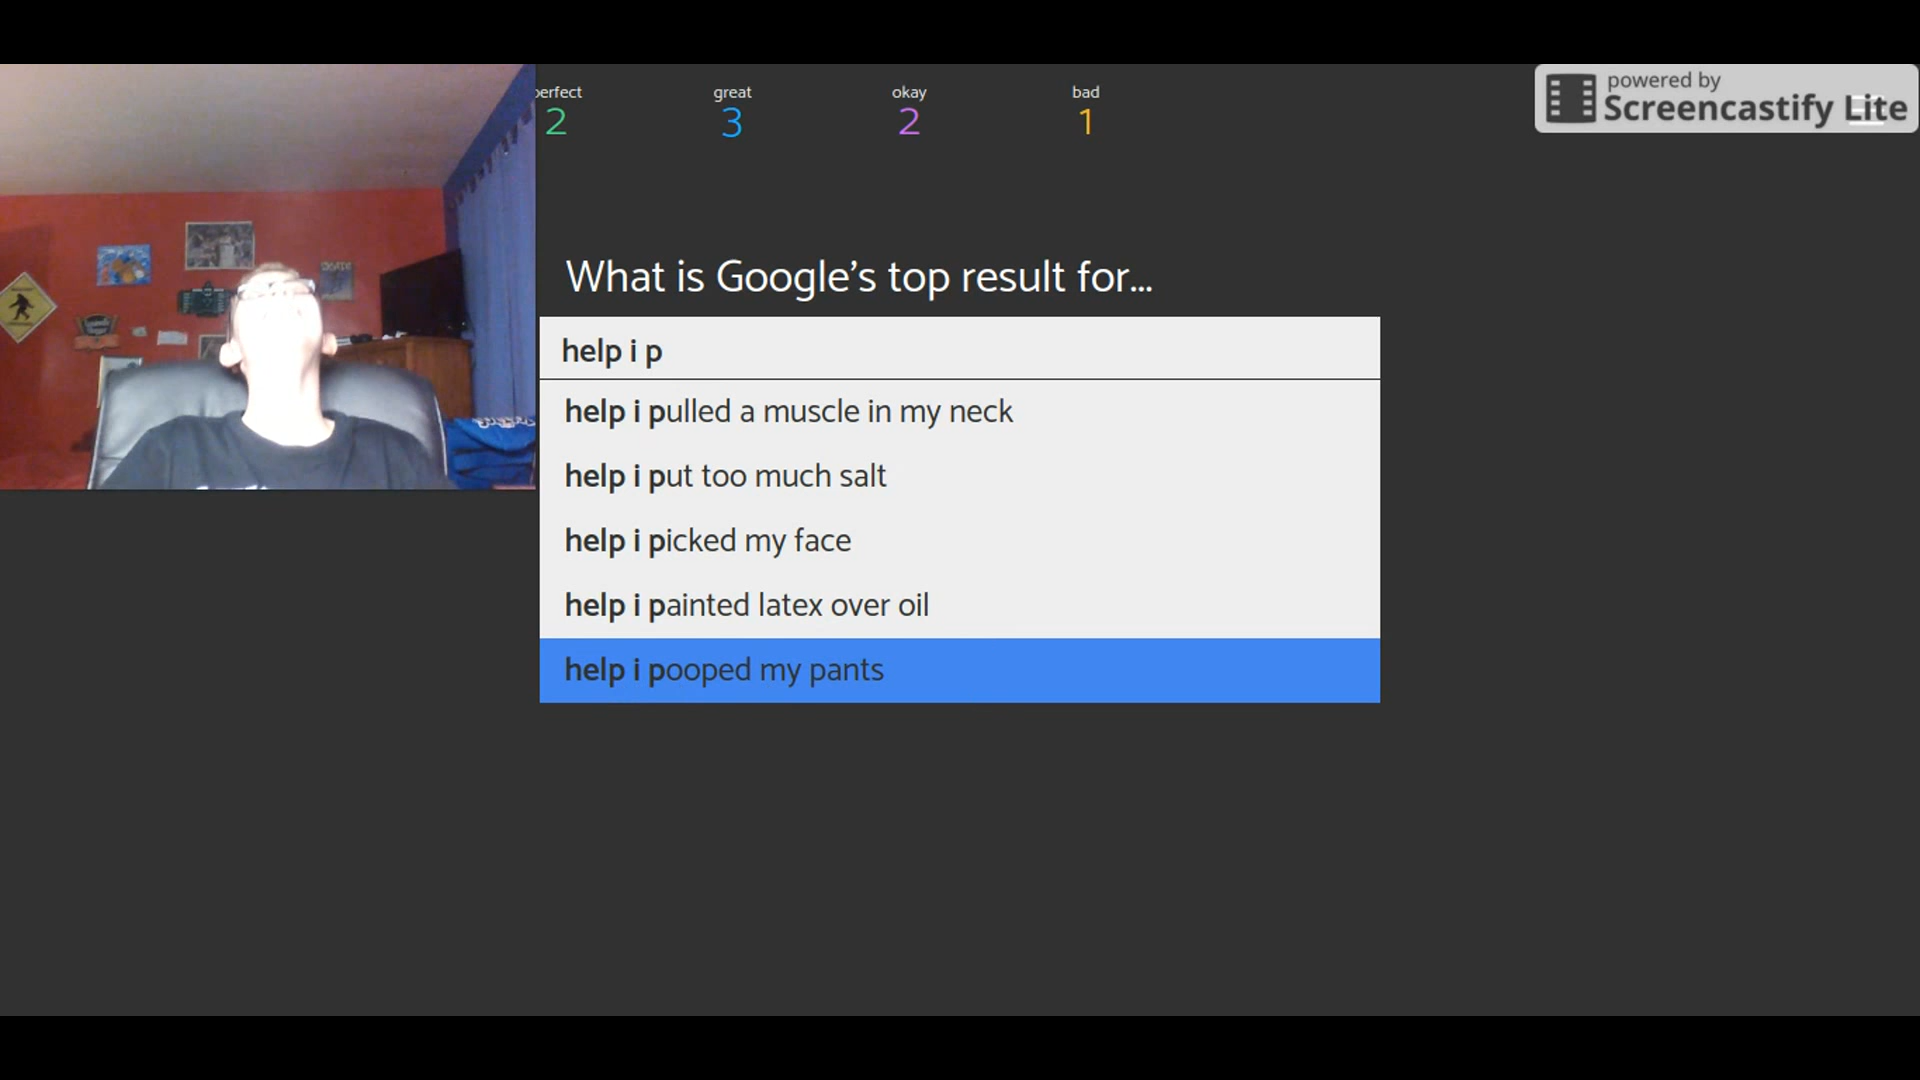 perfect
great
okay
bad
2
3
2
1
powered by
Screencastify Lite
What is Google's top result for...
help i p
help i pulled a muscle in my neck
help i put too much salt
help i picked my face
help i painted latex over oil
help i pooped my pants